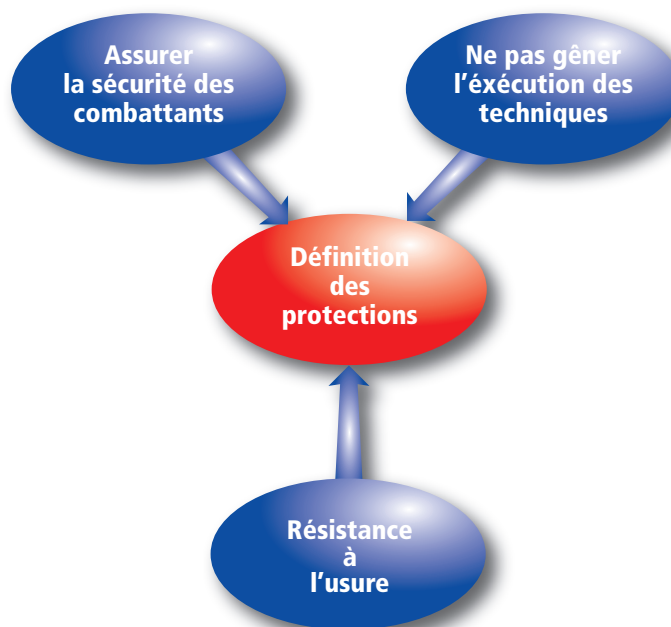 Assurer
la sécurité des
combattants
Ne pas gêner
l'éxécution des
techniques
Définition
des
protections
Résistance
à
l'usure